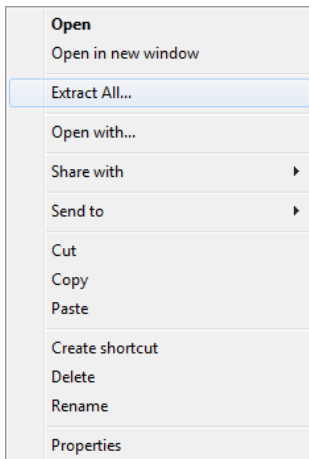 Open
Open in new window
Extract All...
Open with...
Share with
Send to
Cut
Copy
Paste
Create shortcut
Delete
Rename
Properties